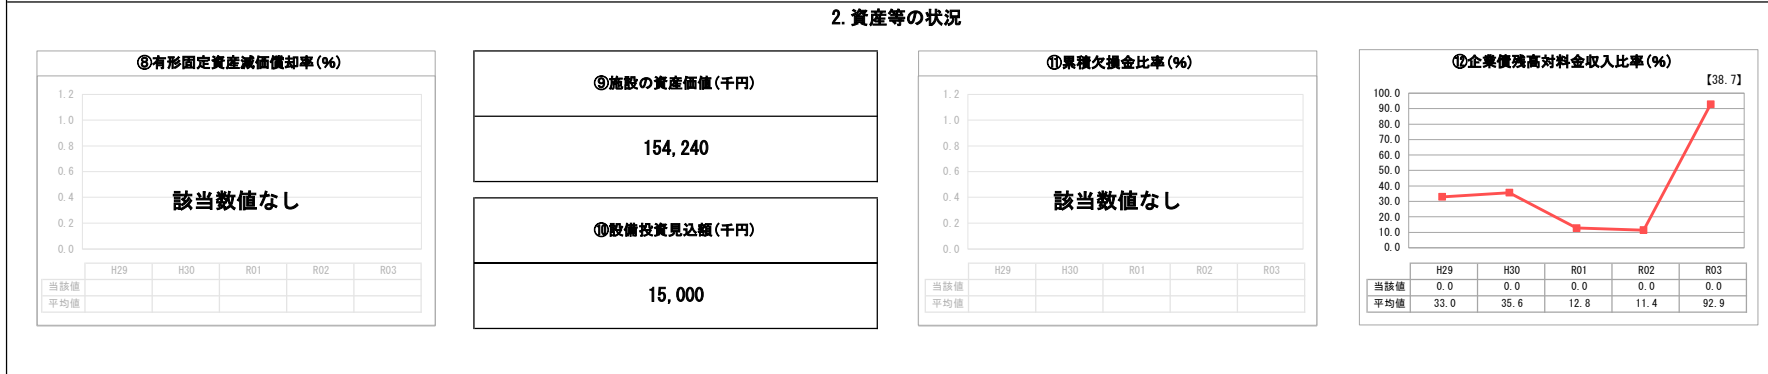 2. 資産等の状況
⑧有形固定資産減価償却率(%)
1.2
1.0
0.8
0.6
0.4
0.2
0.0
該当数値なし
H29 H30 R01 R02 R03
当該値
平均値
⑨施設の資産価値(千円)
154,240
⑩設備投資見込額(千円)
15,000
⑪累積欠損金比率(%)
1.2
1.0
0.8
0.6
0.4
0.2
0.0
該当数値なし
H29 H30 R01 R02 R03
当該値
平均値
⑫企業債残高対料金収入比率(%)
【38.7】
100.0
90.0
80.0
70.0
60.0
50.0
40.0
30.0
20.0
10.0
0.0
H29 H30 R01 R02 R03
当該値 0.0 0.0 0.0 0.0 0.0
平均値 33.0 35.6 12.8 11.4 92.9